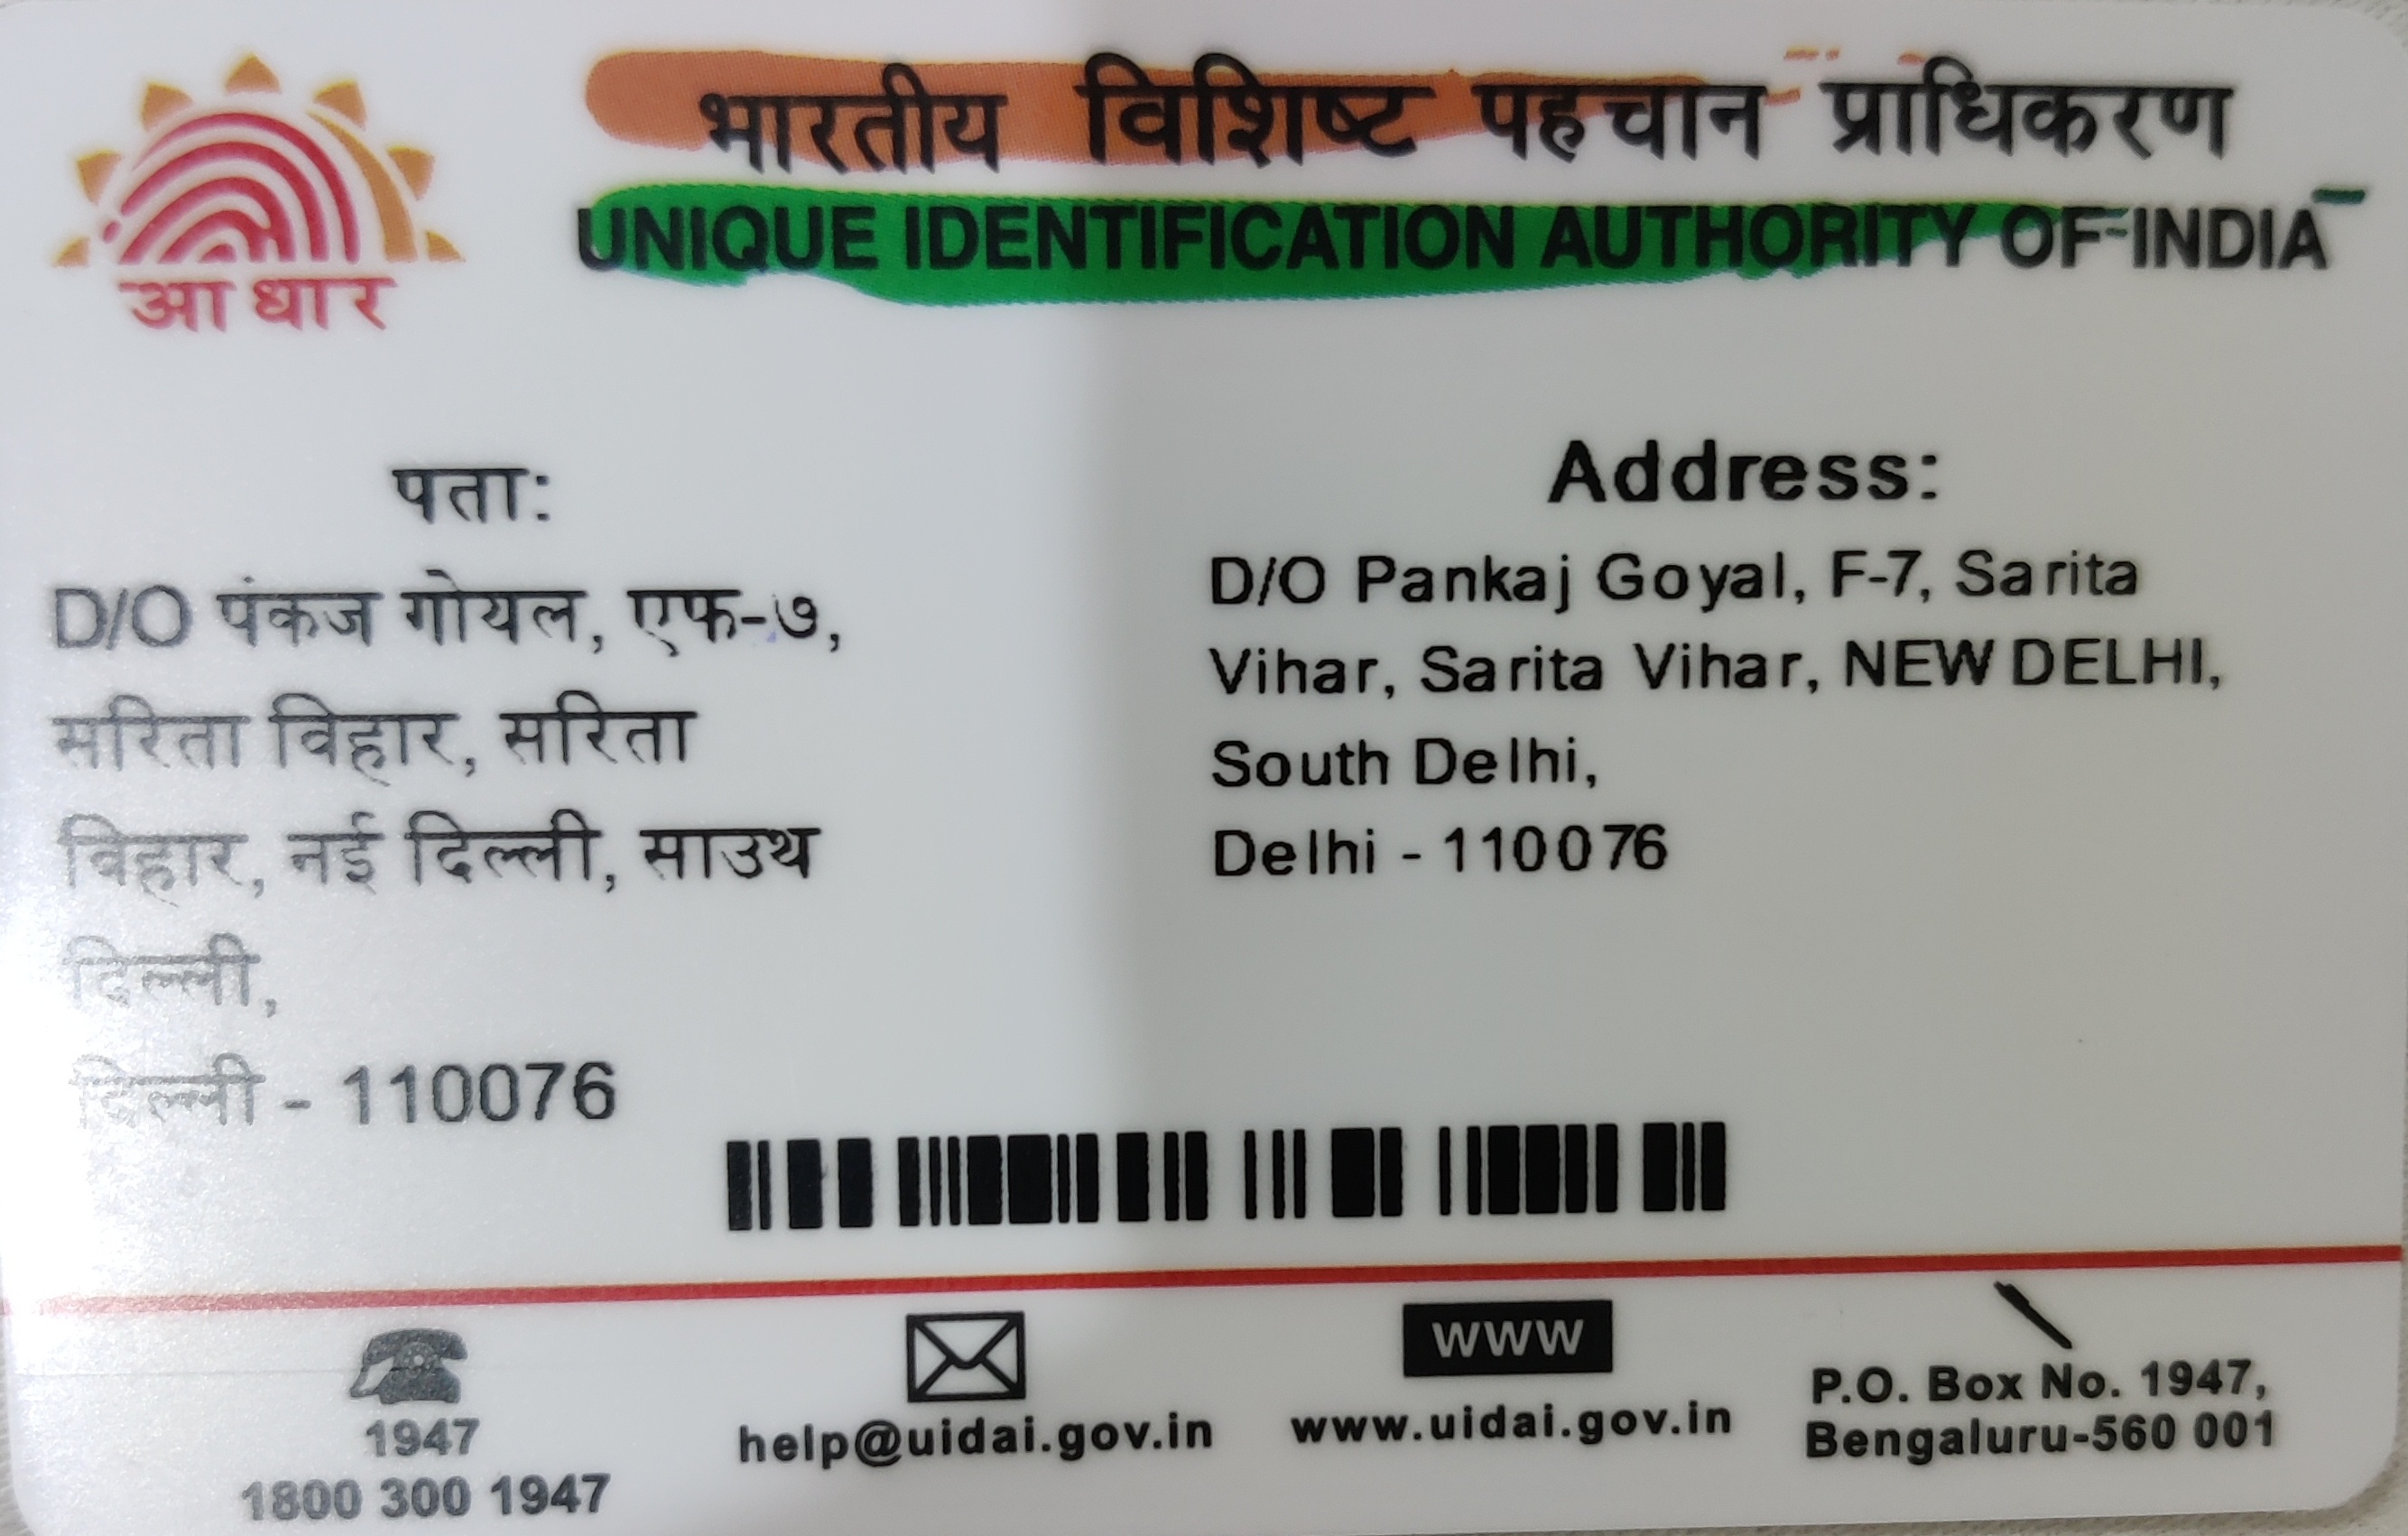 भारतीय विशिष्ट पहचान प्राधिकरण
UNIQUE IDENTIFICATION AUTHORITY OF INDIA
आधार
पता:
D/O पंकज गोयल, एफ-७,
सरिता विहार, सरिता
विहार, नई दिल्ली, साउथ
दिल्ली,
दिल्ली - 110076
Address:
D/O Pankaj Goyal, F-7, Sarita
Vihar, Sarita Vihar, NEW DELHI,
South Delhi,
Delhi - 110076
1947
1800 300 1947
help@uidai.gov.in
www
www.uidai.gov.in
P.O. Box No. 1947,
Bengaluru-560 001